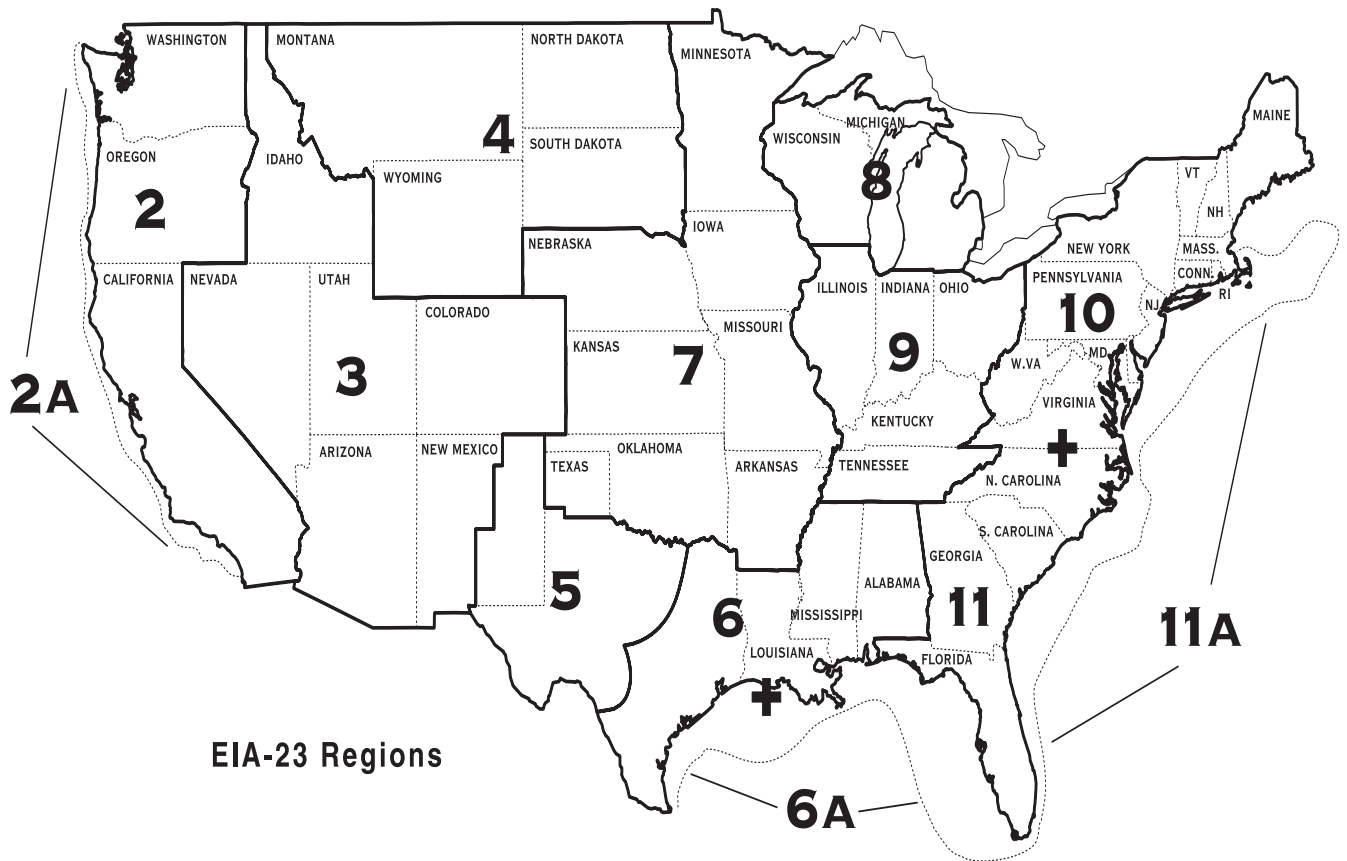 WASHINGTON
MONTANA
NORTH DAKOTA
MINNESOTA
MAINE
4
OREGON
IDAHO
SOUTH DAKOTA
WISCONSIN
MICHIGAN
WYOMING
8
VT
2
NH
NEBRASKA
IOWA
NEW YORK
MASS.
CALIFORNIA
NEVADA
UTAH
ILLINOIS
INDIANA
OHIO
PENNSYLVANIA
CONN.
RI
COLORADO
MISSOURI
10
NJ
KANSAS
7
9
MD
3
W.VA
2A
VIRGINIA
KENTUCKY
ARIZONA
NEW MEXICO
OKLAHOMA
TEXAS
ARKANSAS
TENNESSEE
N. CAROLINA
S. CAROLINA
GEORGIA
5
ALABAMA
11
6
MISSISSIPPI
11A
LOUISIANA
FLORIDA
EIA-23 Regions
6A